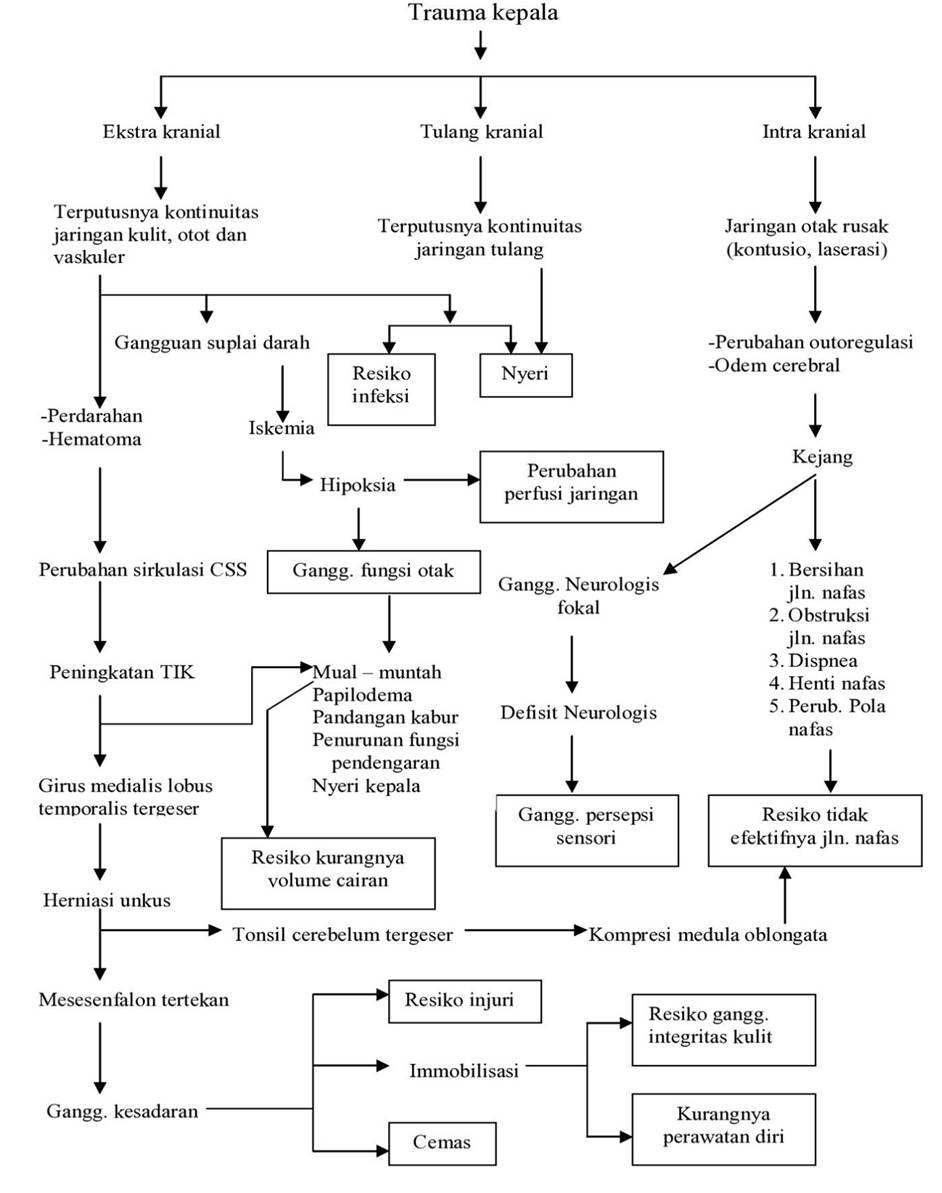 Trauma kepala
Ekstra kranial
Tulang kranial
Intra kranial
Terputusnya kontinuitas
jaringan kulit, otot dan
vaskuler
Terputusnya kontinuitas
jaringan tulang
Jaringan otak rusak
(kontusio, laserasi)
Gangguan suplai darah
Resiko
infeksi
Nyeri
-Perubahan outoregulasi
-Odem cerebral
-Perdarahan
-Hematoma
Iskemia
Kejang
Hipoksia
Perubahan
perfusi jaringan
Perubahan sirkulasi CSS
Gangg. fungsi otak
Gangg. Neurologis
fokal
1. Bersihan
jln. nafas
2. Obstruksi
jln. nafas
3. Dispnea
4. Henti nafas
5. Perub. Pola
nafas
Peningkatan TIK
Mual – muntah
Papilodema
Pandangan kabur
Penurunan fungsi
pendengaran
Nyeri kepala
Defisit Neurologis
Girus medialis lobus
temporalis tergeser
Gangg. persepsi
sensori
Resiko tidak
efektifnya jln. nafas
Resiko kurangnya
volume cairan
Herniasi unkus
Tonsil cerebelum tergeser
Kompresi medula oblongata
Mesesenfalon tertekan
Resiko injuri
Resiko gangg.
integritas kulit
Immobilisasi
Gangg. kesadaran
Cemas
Kurangnya
perawatan diri